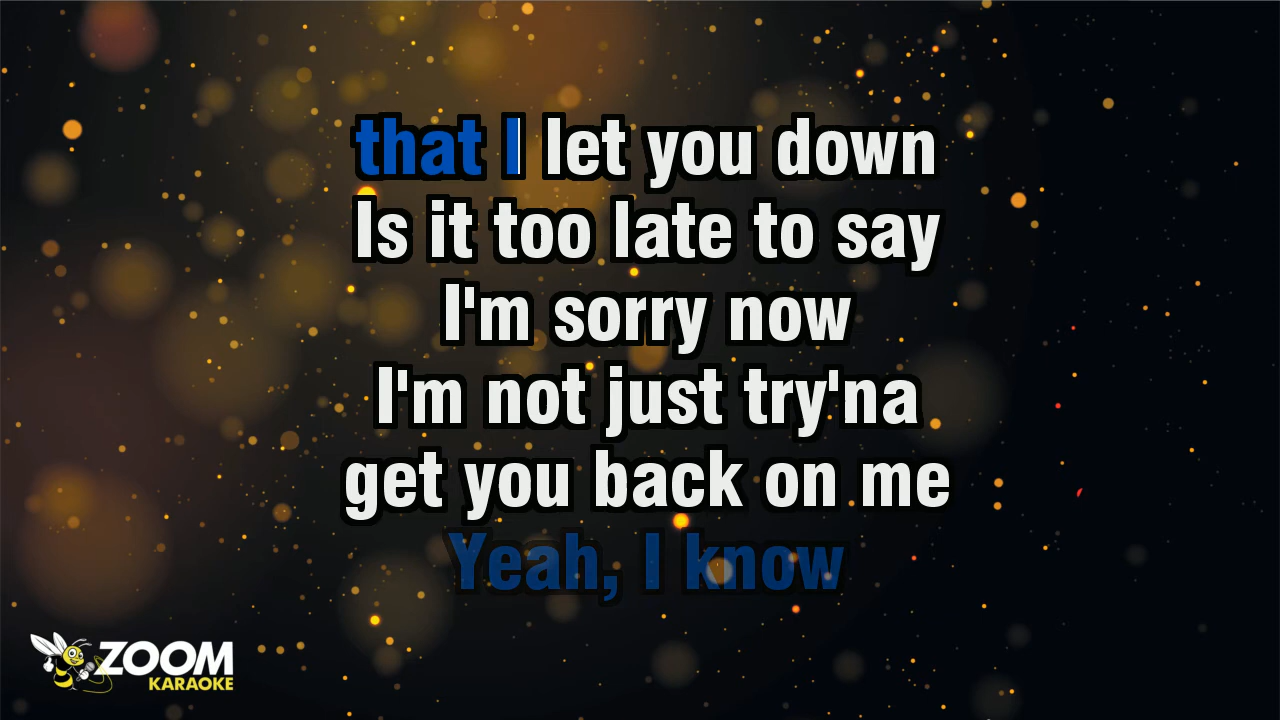 that I let you down
Is it too late to say
I'm sorry now
I'm not just try'na
get you back on me
Yeah, I know
ZOOM
KARAOKE